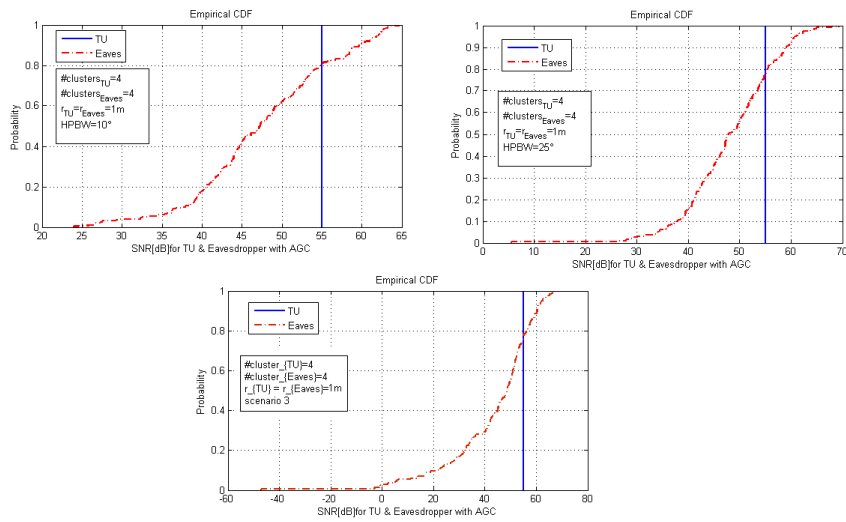 Empirical CDF
1
0.8
0.6
0.4
0.2
0
Probability
TU
Eaves
#clusters_TU=4
#clusters_Eaves=4
r_TU=r_Eaves=1m
HPBW=10°
20 25 30 35 40 45 50 55 60 65
SNR[dB]for TU & Eavesdropper with AGC
Empirical CDF
1
0.9
0.8
0.7
0.6
0.5
0.4
0.3
0.2
0.1
0
Probability
TU
Eaves
#clusters_TU=4
#clusters_Eaves=4
r_TU=r_Eaves=1m
HPBW=25°
0 10 20 30 40 50 60 70
SNR[dB]for TU & Eavesdropper with AGC
Empirical CDF
1
0.8
0.6
0.4
0.2
0
Probability
TU
Eaves
#cluster_{TU}=4
#cluster_{Eaves}=4
r_{TU} = r_{Eaves}=1m
scenario 3
-60 -40 -20 0 20 40 60 80
SNR[dB]for TU & Eavesdropper with AGC